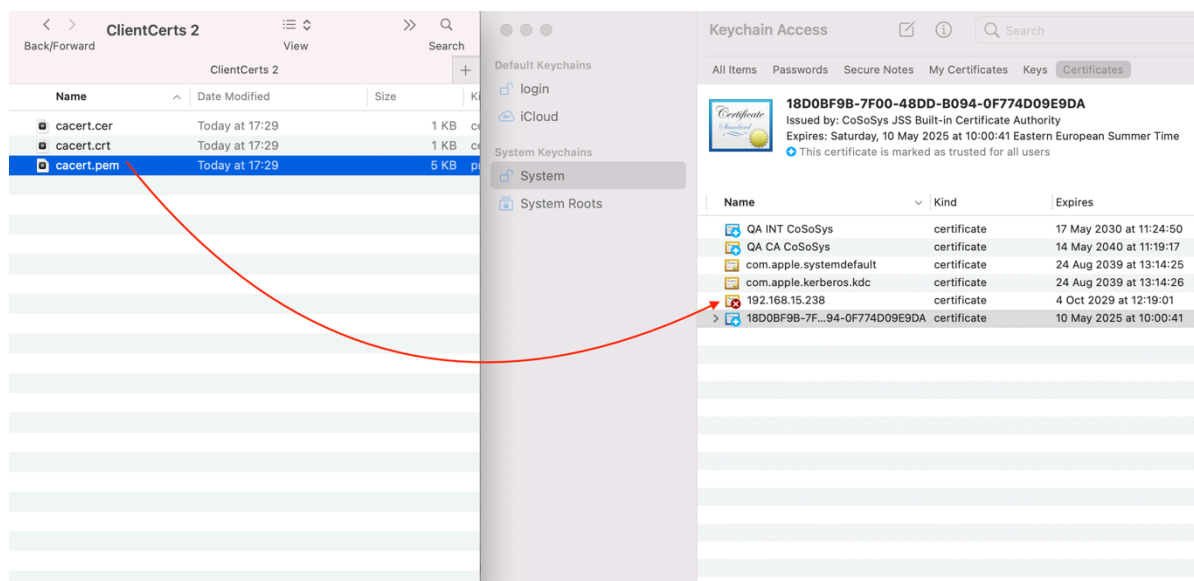 ClientCerts 2
Back/Forward
View
Search
ClientCerts 2
+
Name
Date Modified
Size
Ki
cacert.cer
Today at 17:29
1 KB
ce
cacert.crt
Today at 17:29
1 KB
ce
cacert.pem
Today at 17:29
5 KB
pr
Default Keychains
login
iCloud
System Keychains
System
System Roots
Keychain Access
Search
All Items
Passwords
Secure Notes
My Certificates
Keys
Certificates
Certificate
Standard
18D0BF9B-7F00-48DD-B094-0F774D09E9DA
Issued by: CoSoSys JSS Built-in Certificate Authority
Expires: Saturday, 10 May 2025 at 10:00:41 Eastern European Summer Time
This certificate is marked as trusted for all users
Name
Kind
Expires
QA INT CoSoSys
certificate
17 May 2030 at 11:24:50
QA CA CoSoSys
certificate
14 May 2040 at 11:19:17
com.apple.systemdefault
certificate
24 Aug 2039 at 13:14:25
com.apple.kerberos.kdc
certificate
24 Aug 2039 at 13:14:26
192.168.15.238
certificate
4 Oct 2029 at 12:19:01
18D0BF9B-7F...94-0F774D09E9DA
certificate
10 May 2025 at 10:00:41